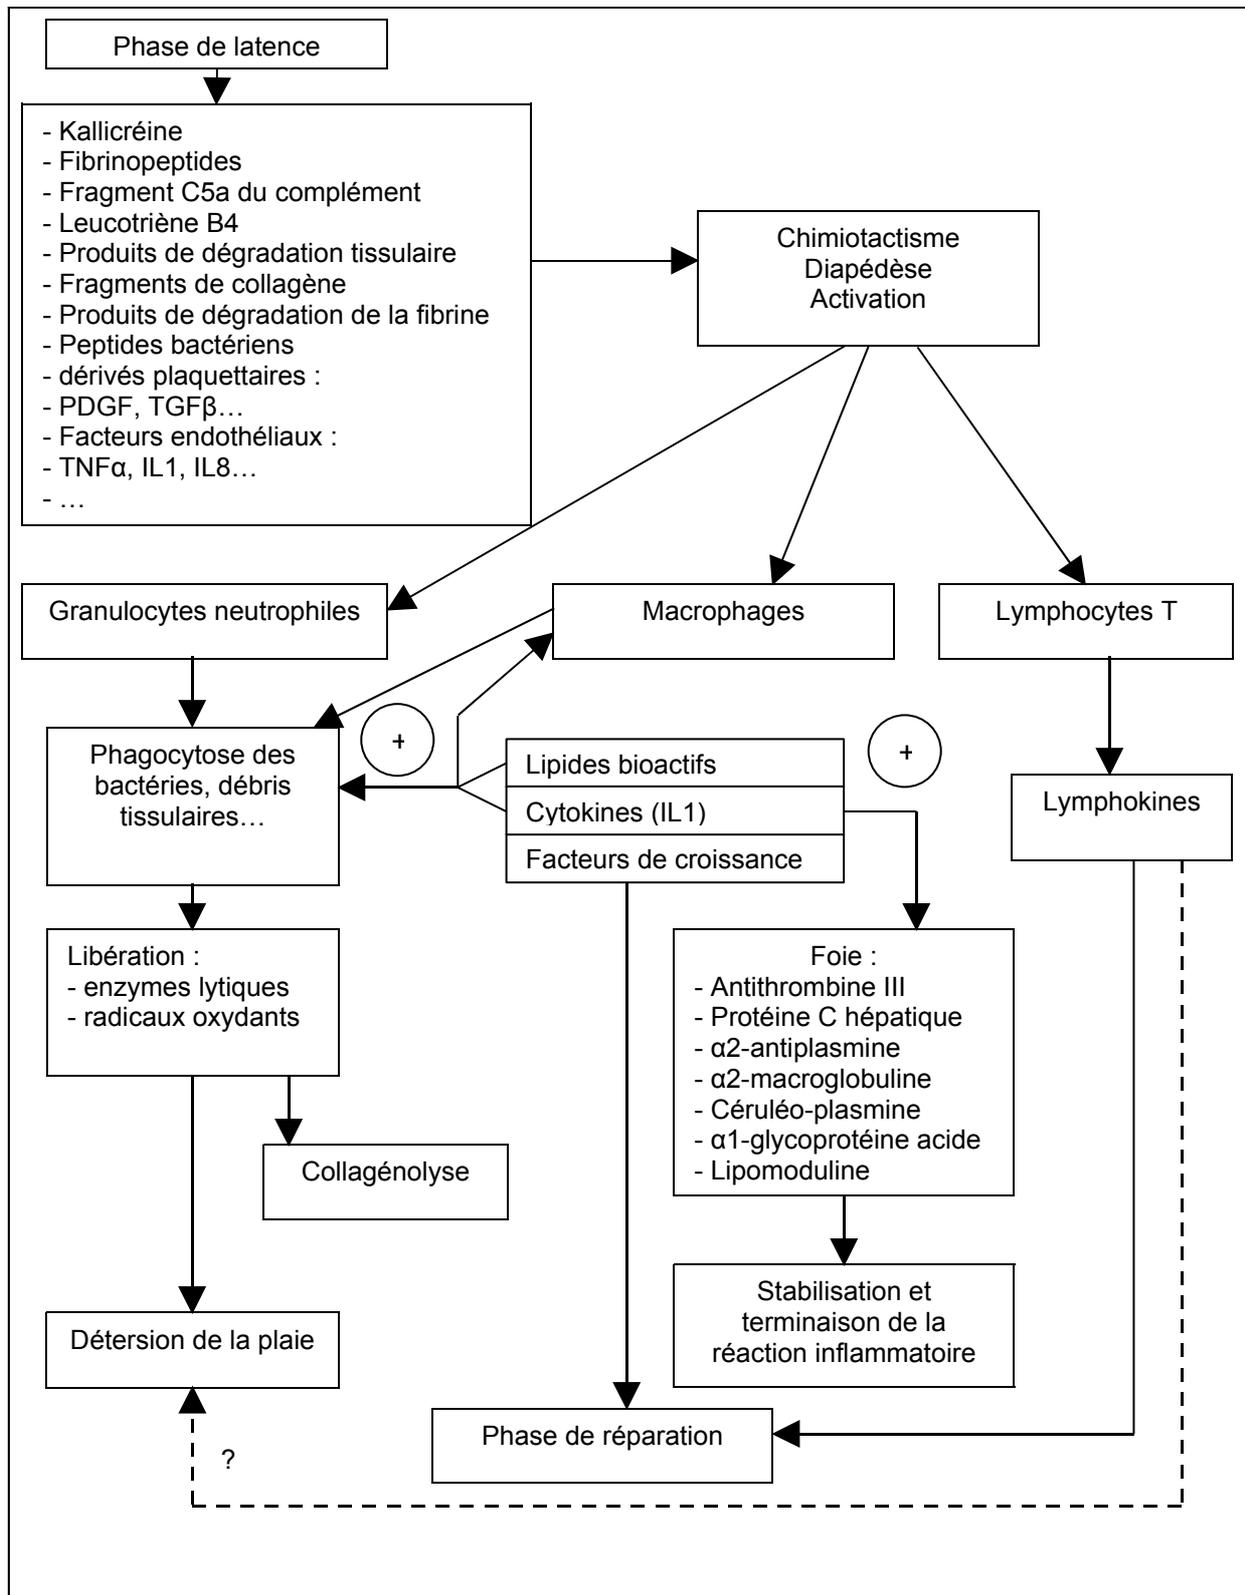 Phase de latence
- Kallicréine
- Fibrinopeptides
- Fragment C5a du complément
- Leucotriène B4
- Produits de dégradation tissulaire
- Fragments de collagène
- Produits de dégradation de la fibrine
- Peptides bactériens
- dérivés plaquettaires :
- PDGF, TGFβ…
- Facteurs endothéliaux :
- TNFα, IL1, IL8…
- …
Chimiotactisme
Diapédèse
Activation
Granulocytes neutrophiles
Macrophages
Lymphocytes T
Phagocytose des
bactéries, débris
tissulaires…
+
Lipides bioactifs
Cytokines (IL1)
Facteurs de croissance
+
Lymphokines
Libération :
- enzymes lytiques
- radicaux oxydants
Foie :
- Antithrombine III
- Protéine C hépatique
- α2-antiplasmine
- α2-macroglobuline
- Céruléo-plasmine
- α1-glycoprotéine acide
- Lipomoduline
Collagénolyse
Stabilisation et
terminaison de la
réaction inflammatoire
Détersion de la plaie
Phase de réparation
?